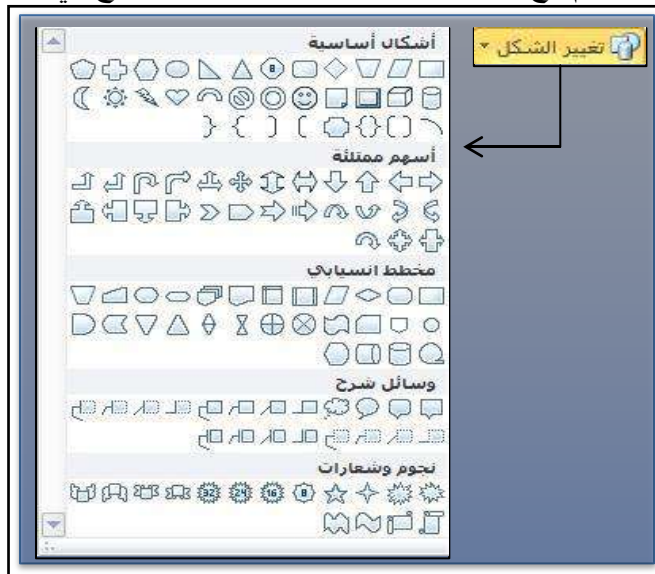 أشكال أساسية
تغيير الشكل
أسهم ممتلئة
مخطط انسيابي
وسائل شرح
نجوم وشعارات